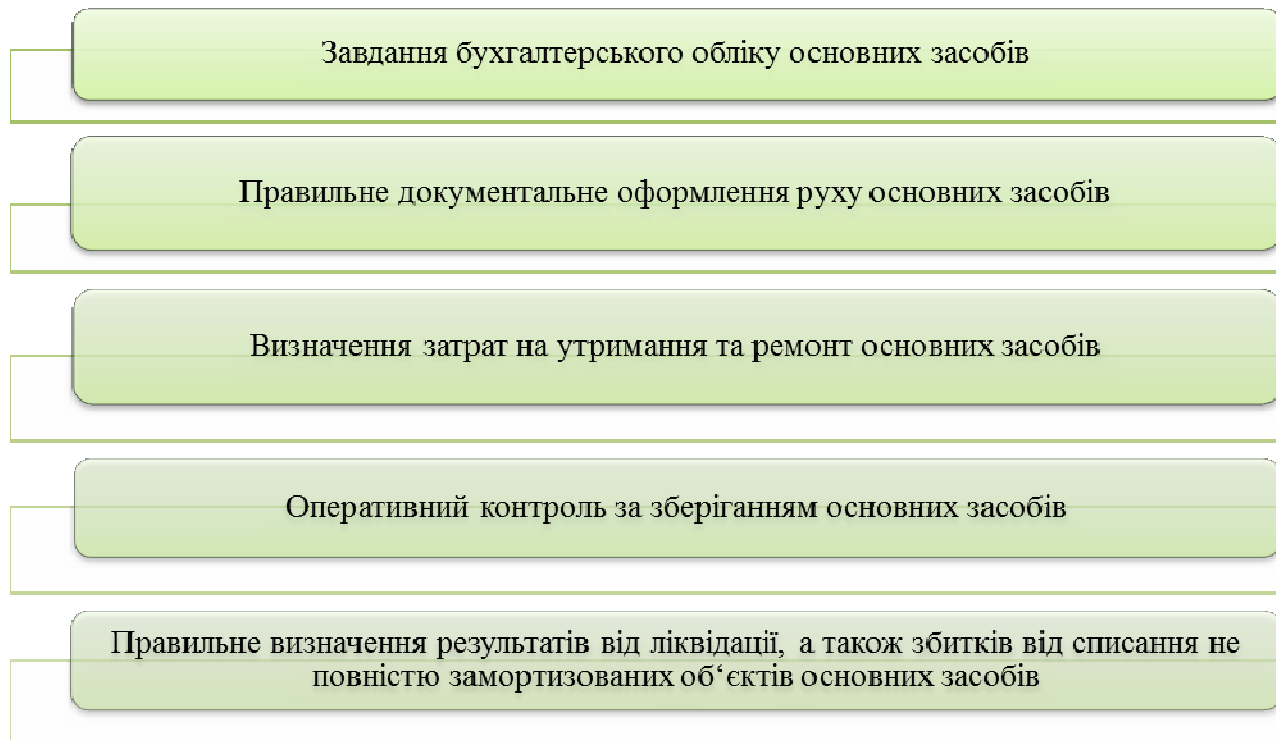 Завдання бухгалтерського обліку основних засобів
Правильне документальне оформлення руху основних засобів
Визначення затрат на утримання та ремонт основних засобів
Оперативний контроль за зберіганням основних засобів
Правильне визначення результатів від ліквідації, а також збитків від списання не
повністю замортизованих об‘єктів основних засобів